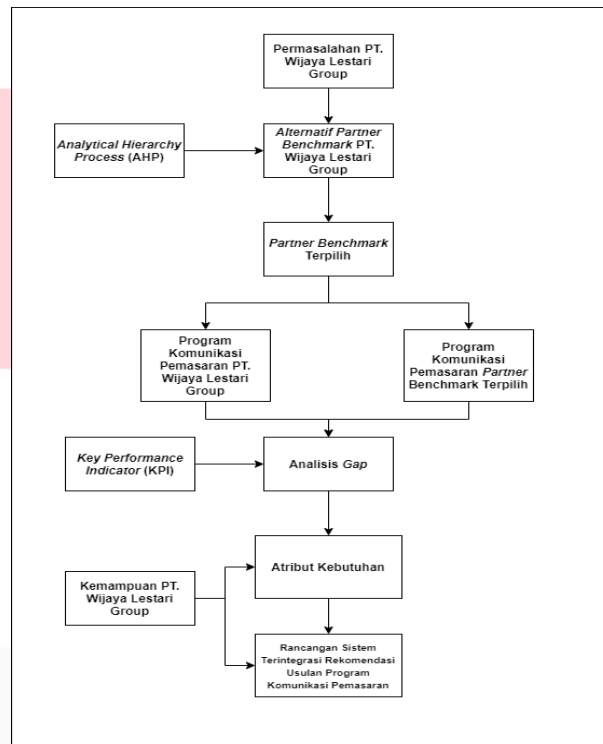 Permasalahan PT.
Wijaya Lestari
Group
Analytical Hierarchy
Process (AHP)
Alternatif Partner
Benchmark PT.
Wijaya Lestari
Group
Partner Benchmark
Terpilih
Program
Komunikasi
Pemasaran PT.
Wijaya Lestari
Group
Program
Komunikasi
Pemasaran Partner
Benchmark Terpilih
Key Performance
Indicator (KPI)
Analisis Gap
Atribut Kebutuhan
Kemampuan PT.
Wijaya Lestari
Group
Rancangan Sistem
Terintegrasi Rekomendasi
Usulan Program
Komunikasi Pemasaran